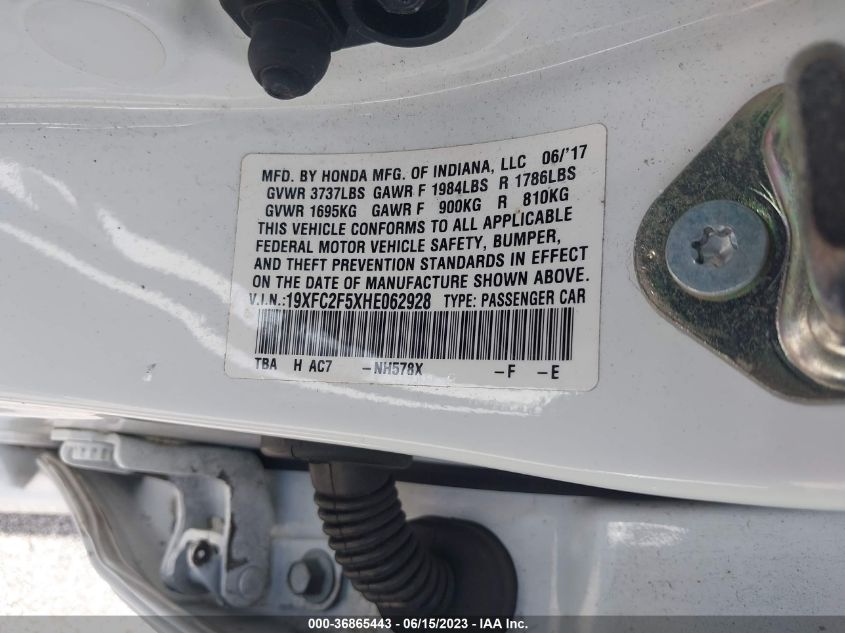 MFD. BY HONDA MFG. OF INDIANA, LLC 06/'17
GVWR 3737LBS GAWR F 1984LBS R 1786LBS
GVWR 1695KG GAWR F 900KG R 810KG
THIS VEHICLE CONFORMS TO ALL APPLICABLE
FEDERAL MOTOR VEHICLE SAFETY, BUMPER,
AND THEFT PREVENTION STANDARDS IN EFFECT
ON THE DATE OF MANUFACTURE SHOWN ABOVE.
V.I.N.:19XFC2F5XHE062928 TYPE: PASSENGER CAR
TBA H AC7 -NH578X -F -E
000-36865443 - 06/15/2023 - IAA Inc.